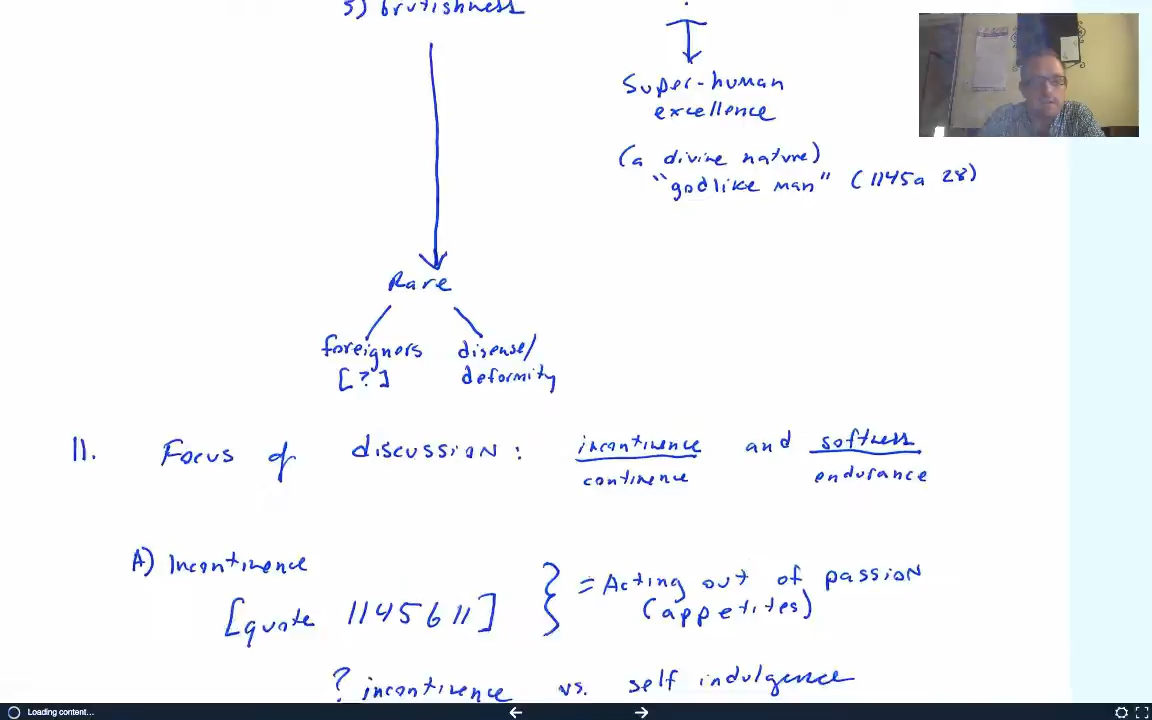 5) brutishness
Super-human
excellence
(a divine nature)
"godlike man" (1145a 28)
Rare
foreigners
[?]
disease/
deformity
II. Focus of discussion: incontinence and softness
continence endurance
A) Incontinence
[quote 1145b11]
= Acting out of passion
(appetites)
? incontinence vs. self indulgence
Loading content...